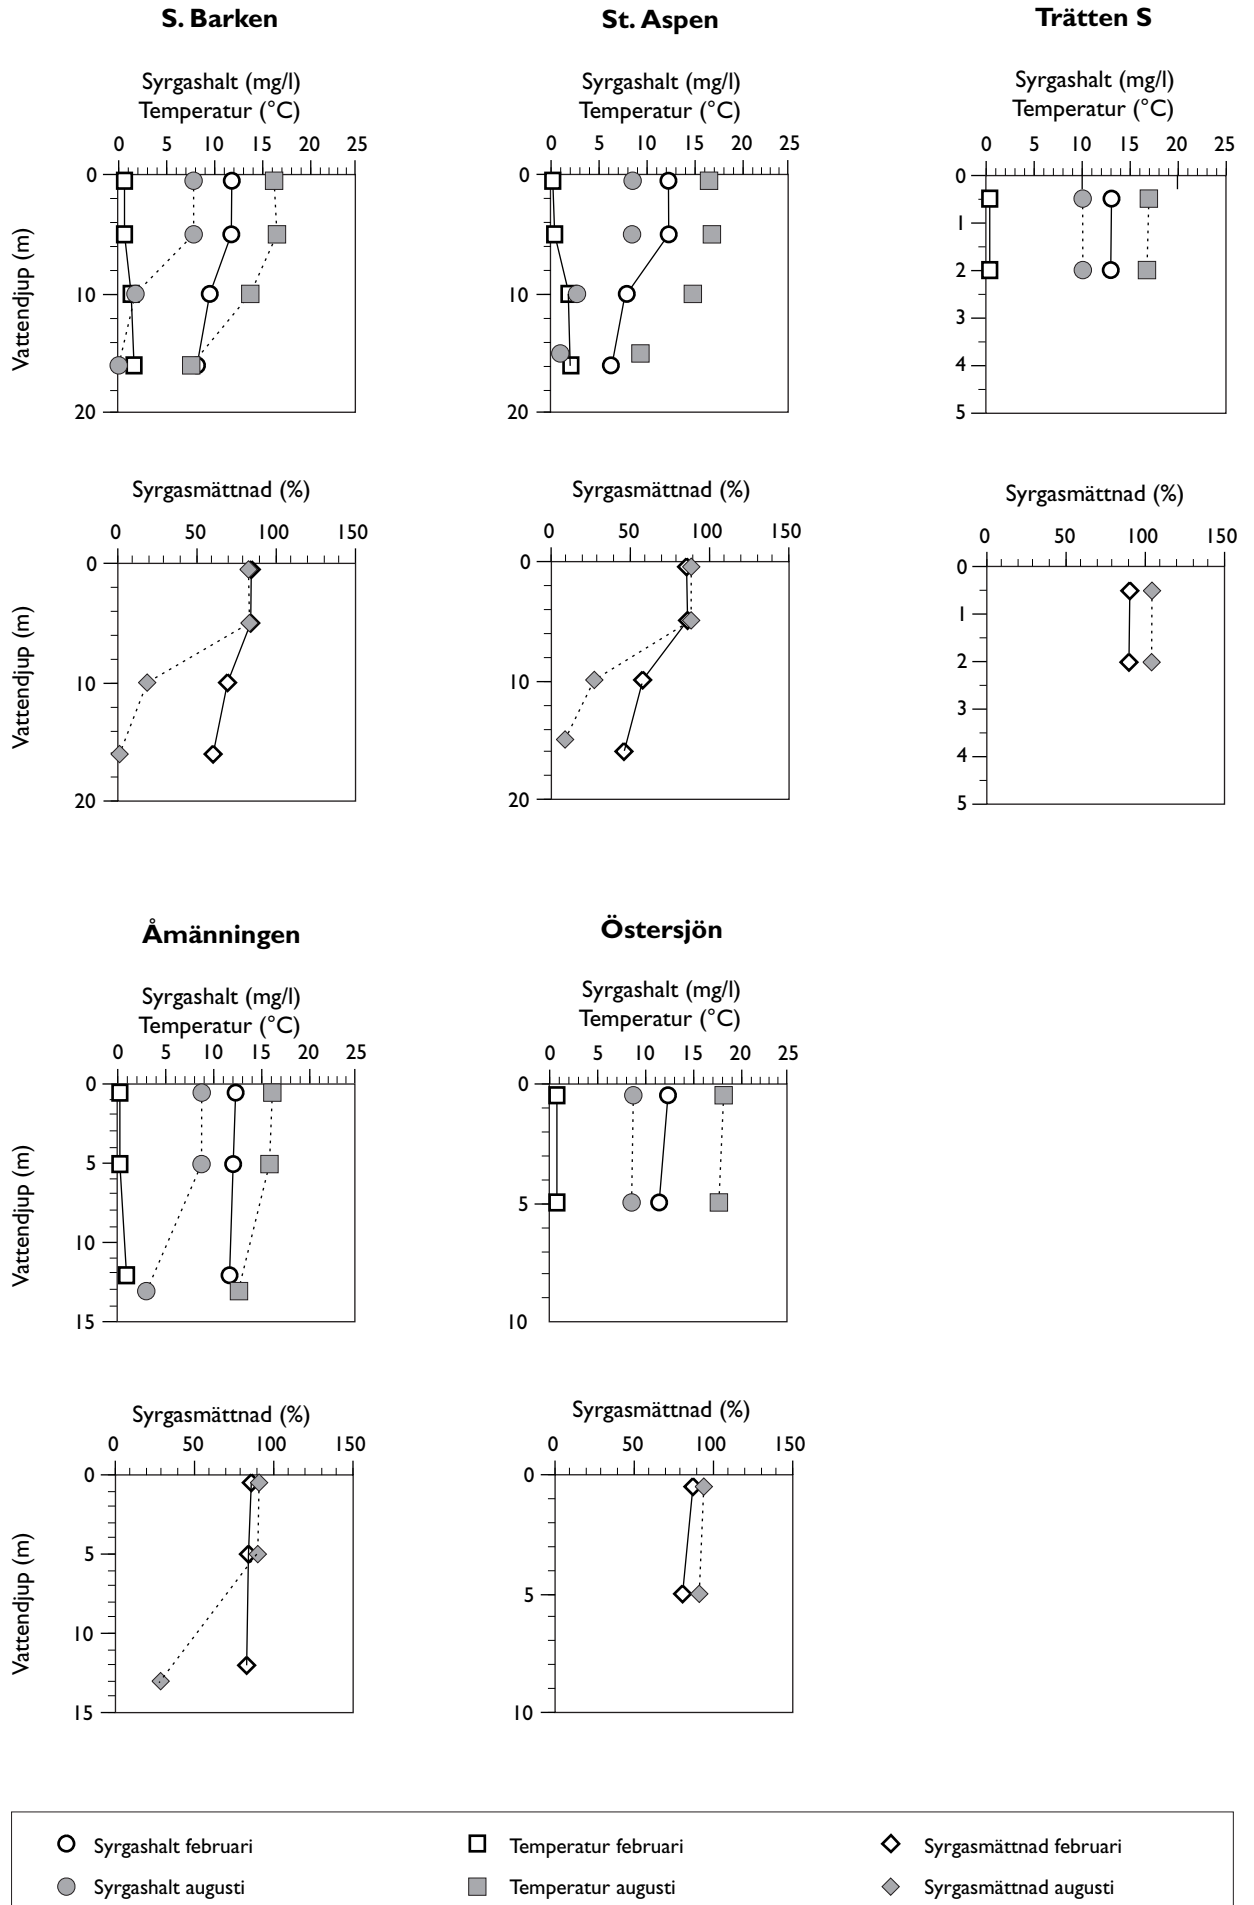 S. Barken
St. Aspen
Trätten S
Syrgashalt (mg/l)
Temperatur (°C)
0 5 10 15 20 25
Syrgashalt (mg/l)
Temperatur (°C)
0 5 10 15 20 25
Syrgashalt (mg/l)
Temperatur (°C)
0 5 10 15 20 25
Vattendjup (m)
0
10
20
0
10
20
0
1
2
3
4
5
Syrgasmättnad (%)
0 50 100 150
Syrgasmättnad (%)
0 50 100 150
Syrgasmättnad (%)
0 50 100 150
Vattendjup (m)
0
10
20
0
10
20
0
1
2
3
4
5
Åmänningen
Östersjön
Syrgashalt (mg/l)
Temperatur (°C)
0 5 10 15 20 25
Syrgashalt (mg/l)
Temperatur (°C)
0 5 10 15 20 25
Vattendjup (m)
0
5
10
15
0
5
10
Syrgasmättnad (%)
0 50 100 150
Syrgasmättnad (%)
0 50 100 150
Vattendjup (m)
0
5
10
15
0
5
10
Syrgashalt februari
Temperatur februari
Syrgasmättnad februari
Syrgashalt augusti
Temperatur augusti
Syrgasmättnad augusti